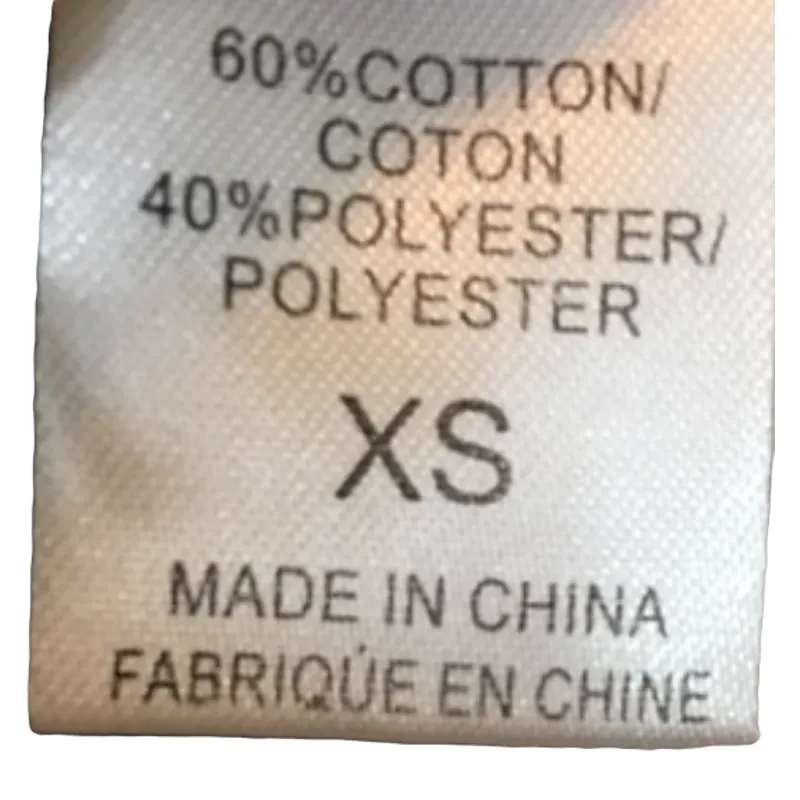 60%COTTON/
COTON
40%POLYESTER/
POLYESTER
XS
MADE IN CHINA
FABRIQÚE EN CHINE